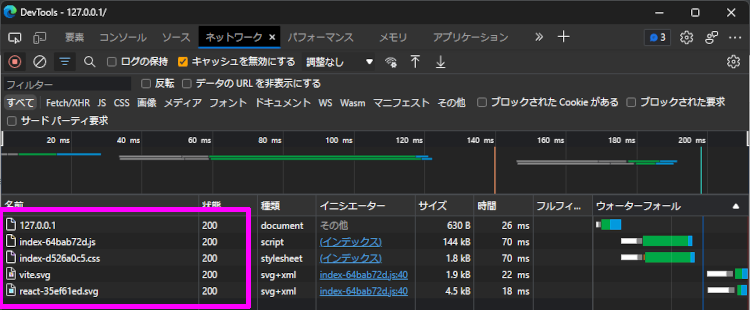 DevTools - 127.0.0.1/
要素 コンソール ソース ネットワーク × パフォーマンス メモリ アプリケーション » + 3
ログの保持 キャッシュを無効にする 調整なし
フィルター 反転 データの URL を非表示にする
すべて Fetch/XHR JS CSS 画像 メディア フォント ドキュメント WS Wasm マニフェスト その他 ブロックされた Cookie がある ブロックされた要求
サード パーティ要求
20 ms 40 ms 60 ms 80 ms 100 ms 120 ms 140 ms 160 ms 180 ms 200 ms
名前 状態 種類 イニシエーター サイズ 時間 フルフィ... ウォーターフォール
127.0.0.1 200 document その他 630 B 26 ms
index-64bab72d.js 200 script (インデックス) 144 kB 70 ms
index-d526a0c5.css 200 stylesheet (インデックス) 1.8 kB 70 ms
vite.svg 200 svg+xml index-64bab72d.js:40 1.9 kB 22 ms
react-35ef61ed.svg 200 svg+xml index-64bab72d.js:40 4.5 kB 18 ms